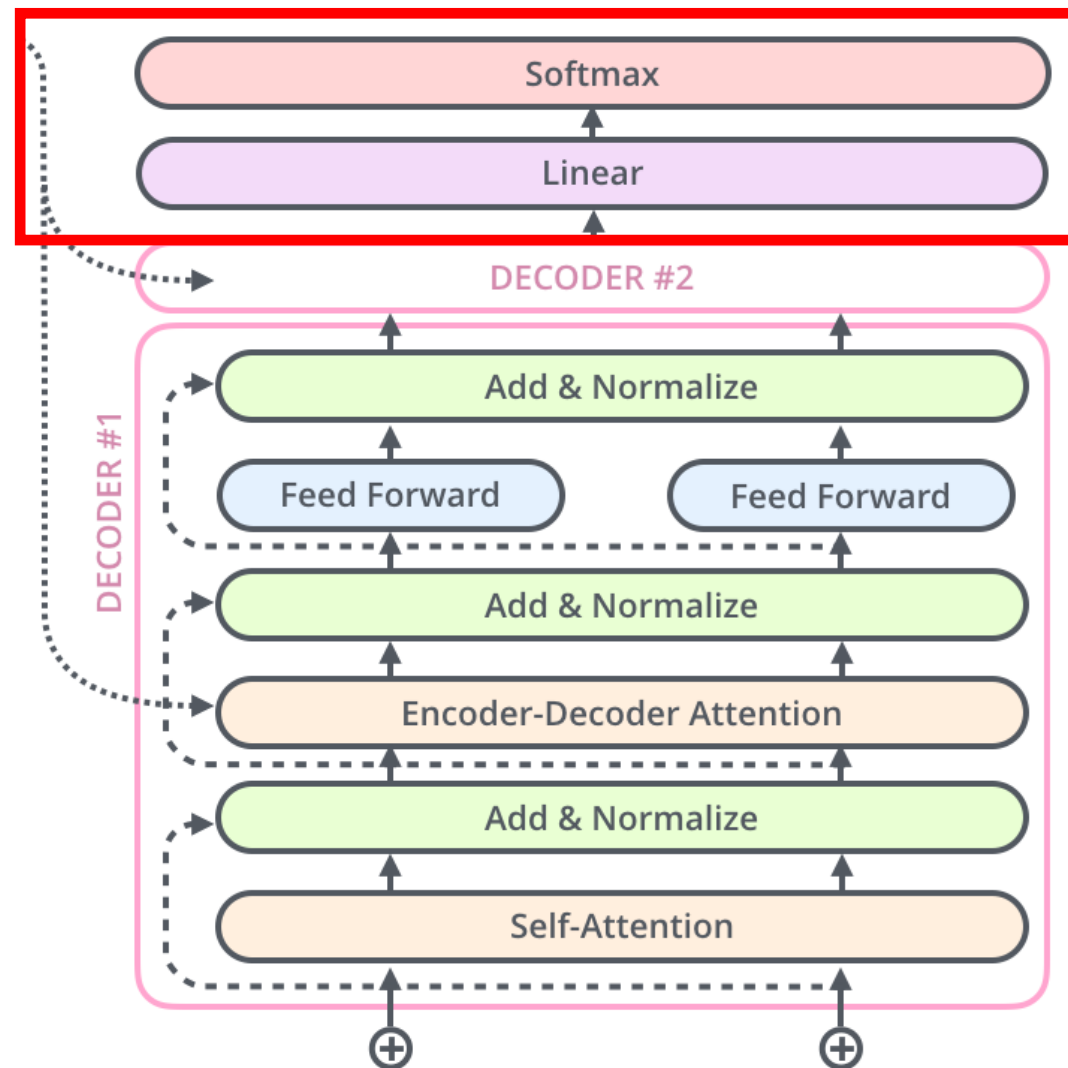 Softmax
Linear
DECODER #2
DECODER #1
Add & Normalize
Feed Forward
Feed Forward
Add & Normalize
Encoder-Decoder Attention
Add & Normalize
Self-Attention